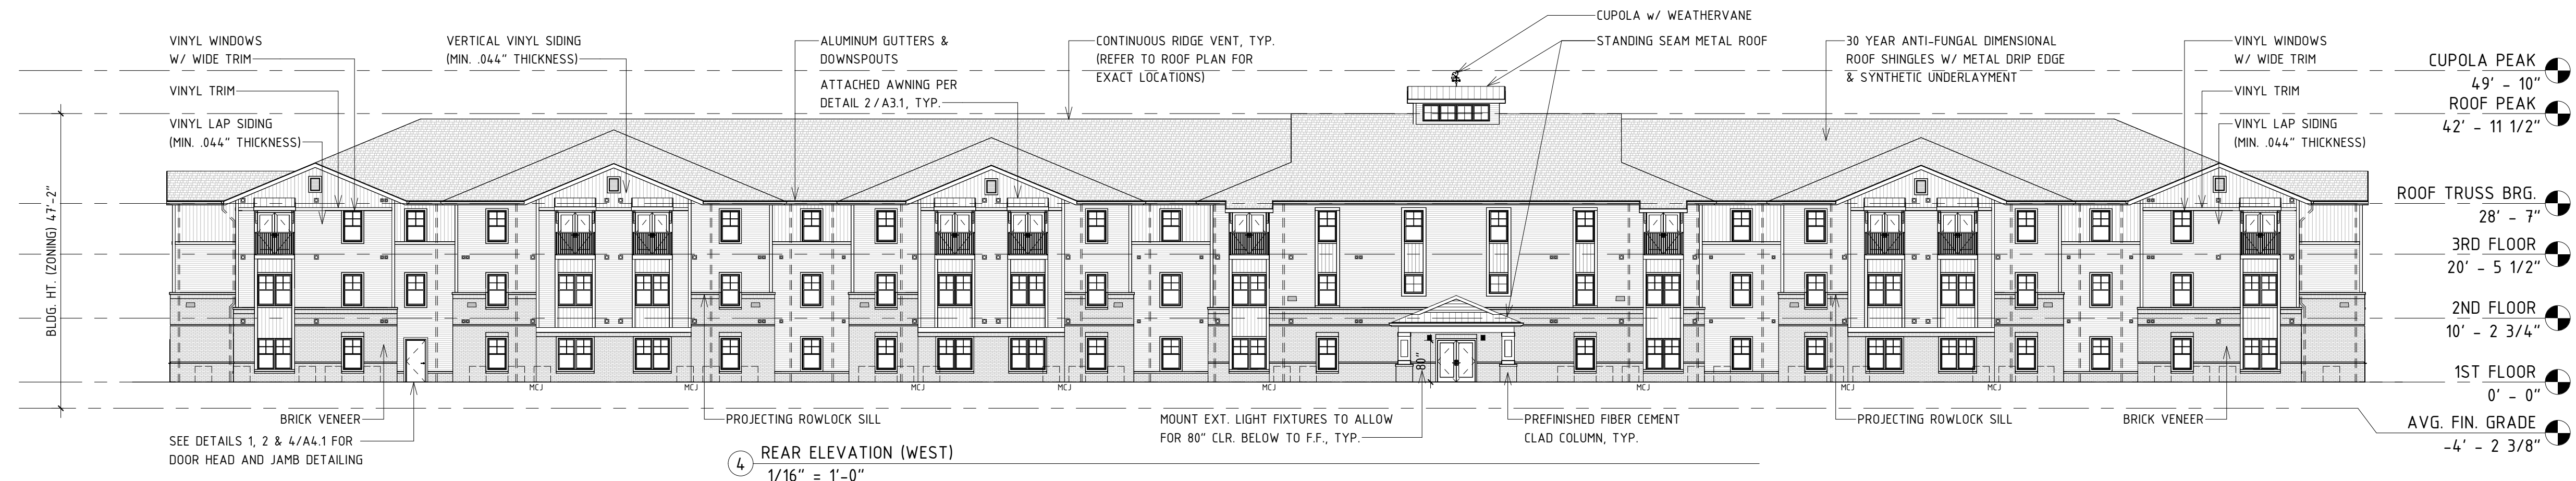 CUPOLA w/ WEATHERVANE
VINYL WINDOWS
W/ WIDE TRIM
VERTICAL VINYL SIDING
(MIN. .044" THICKNESS)
ALUMINUM GUTTERS &
DOWNSPOUTS
CONTINUOUS RIDGE VENT, TYP.
(REFER TO ROOF PLAN FOR
EXACT LOCATIONS)
STANDING SEAM METAL ROOF
30 YEAR ANTI-FUNGAL DIMENSIONAL
ROOF SHINGLES W/ METAL DRIP EDGE
& SYNTHETIC UNDERLAYMENT
VINYL WINDOWS
W/ WIDE TRIM
CUPOLA PEAK
49' - 10"
VINYL TRIM
ATTACHED AWNING PER
DETAIL 2/A3.1, TYP.
VINYL TRIM
ROOF PEAK
42' - 11 1/2"
VINYL LAP SIDING
(MIN. .044" THICKNESS)
VINYL LAP SIDING
(MIN. .044" THICKNESS)
BLDG. HT. (ZONING) 47'-2"
ROOF TRUSS BRG.
28' - 7"
3RD FLOOR
20' - 5 1/2"
2ND FLOOR
10' - 2 3/4"
80"
1ST FLOOR
0' - 0"
MCJ
MCJ
MCJ
MCJ
MCJ
MCJ
MCJ
MCJ
BRICK VENEER
PROJECTING ROWLOCK SILL
MOUNT EXT. LIGHT FIXTURES TO ALLOW
FOR 80" CLR. BELOW TO F.F., TYP.
PREFINISHED FIBER CEMENT
CLAD COLUMN, TYP.
PROJECTING ROWLOCK SILL
BRICK VENEER
AVG. FIN. GRADE
-4' - 2 3/8"
SEE DETAILS 1, 2 & 4/A4.1 FOR
DOOR HEAD AND JAMB DETAILING
4 REAR ELEVATION (WEST)
1/16" = 1'-0"